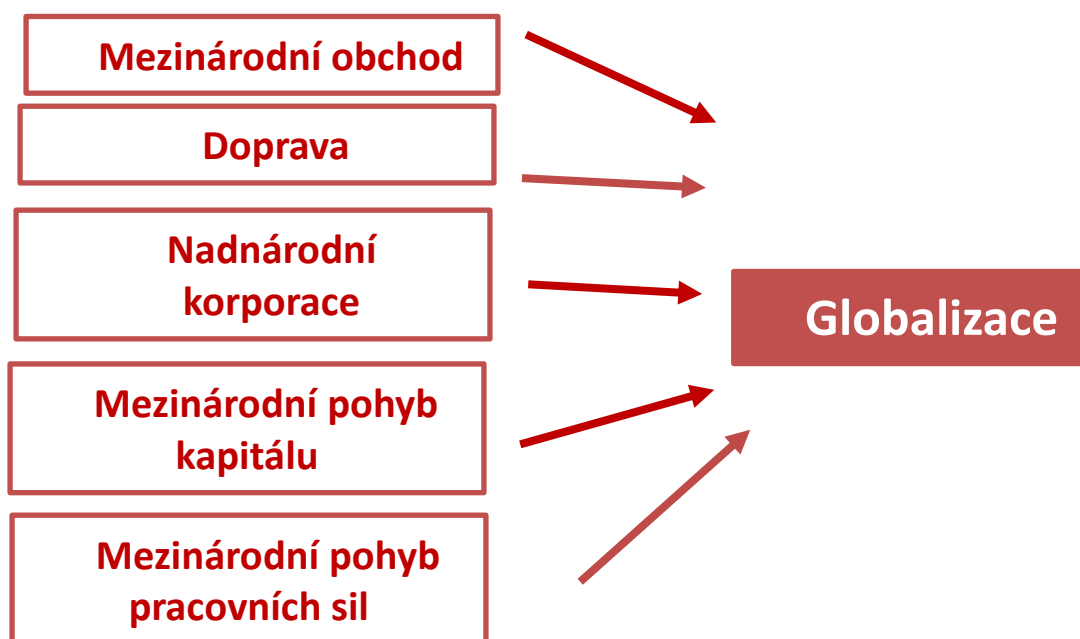 Mezinárodní obchod
Doprava
Nadnárodní
korporace
Globalizace
Mezinárodní pohyb
kapitálu
Mezinárodní pohyb
pracovních sil